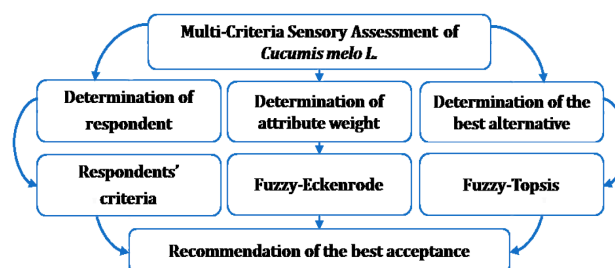 Multi-Criteria Sensory Assessment of
Cucumis melo L.
Determination of
respondent
Determination of
attribute weight
Determination of the
best alternative
Respondents'
criteria
Fuzzy-Eckenrode
Fuzzy-Topsis
Recommendation of the best acceptance